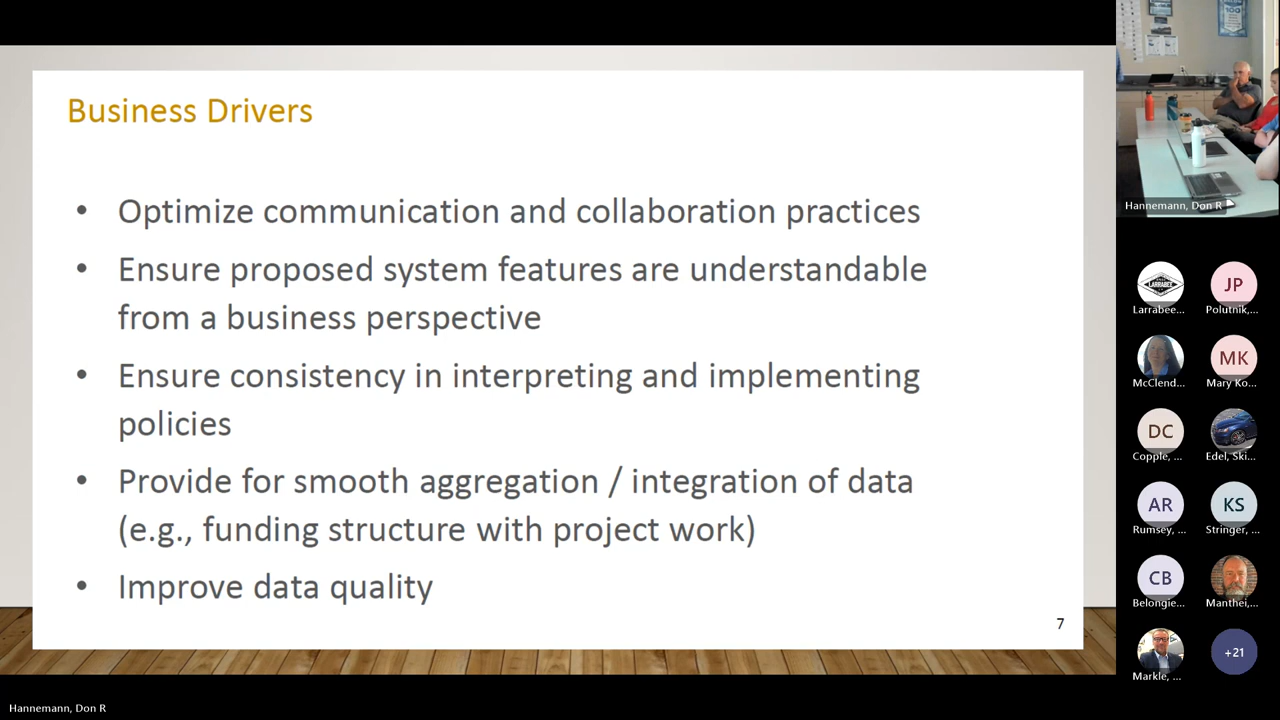 Business Drivers
• Optimize communication and collaboration practices
• Ensure proposed system features are understandable
from a business perspective
• Ensure consistency in interpreting and implementing
policies
• Provide for smooth aggregation / integration of data
(e.g., funding structure with project work)
• Improve data quality
7
100
Hannemann, Don R
LARRABEE
Larrabee...
JP
Polutnik,...
McClend...
MK
Mary Ko...
DC
Copple, ...
Edel, Ski...
AR
Rumsey, ...
KS
Stringer, ...
CB
Belongie...
Manthei,...
Markle, ...
+21
Hannemann, Don R